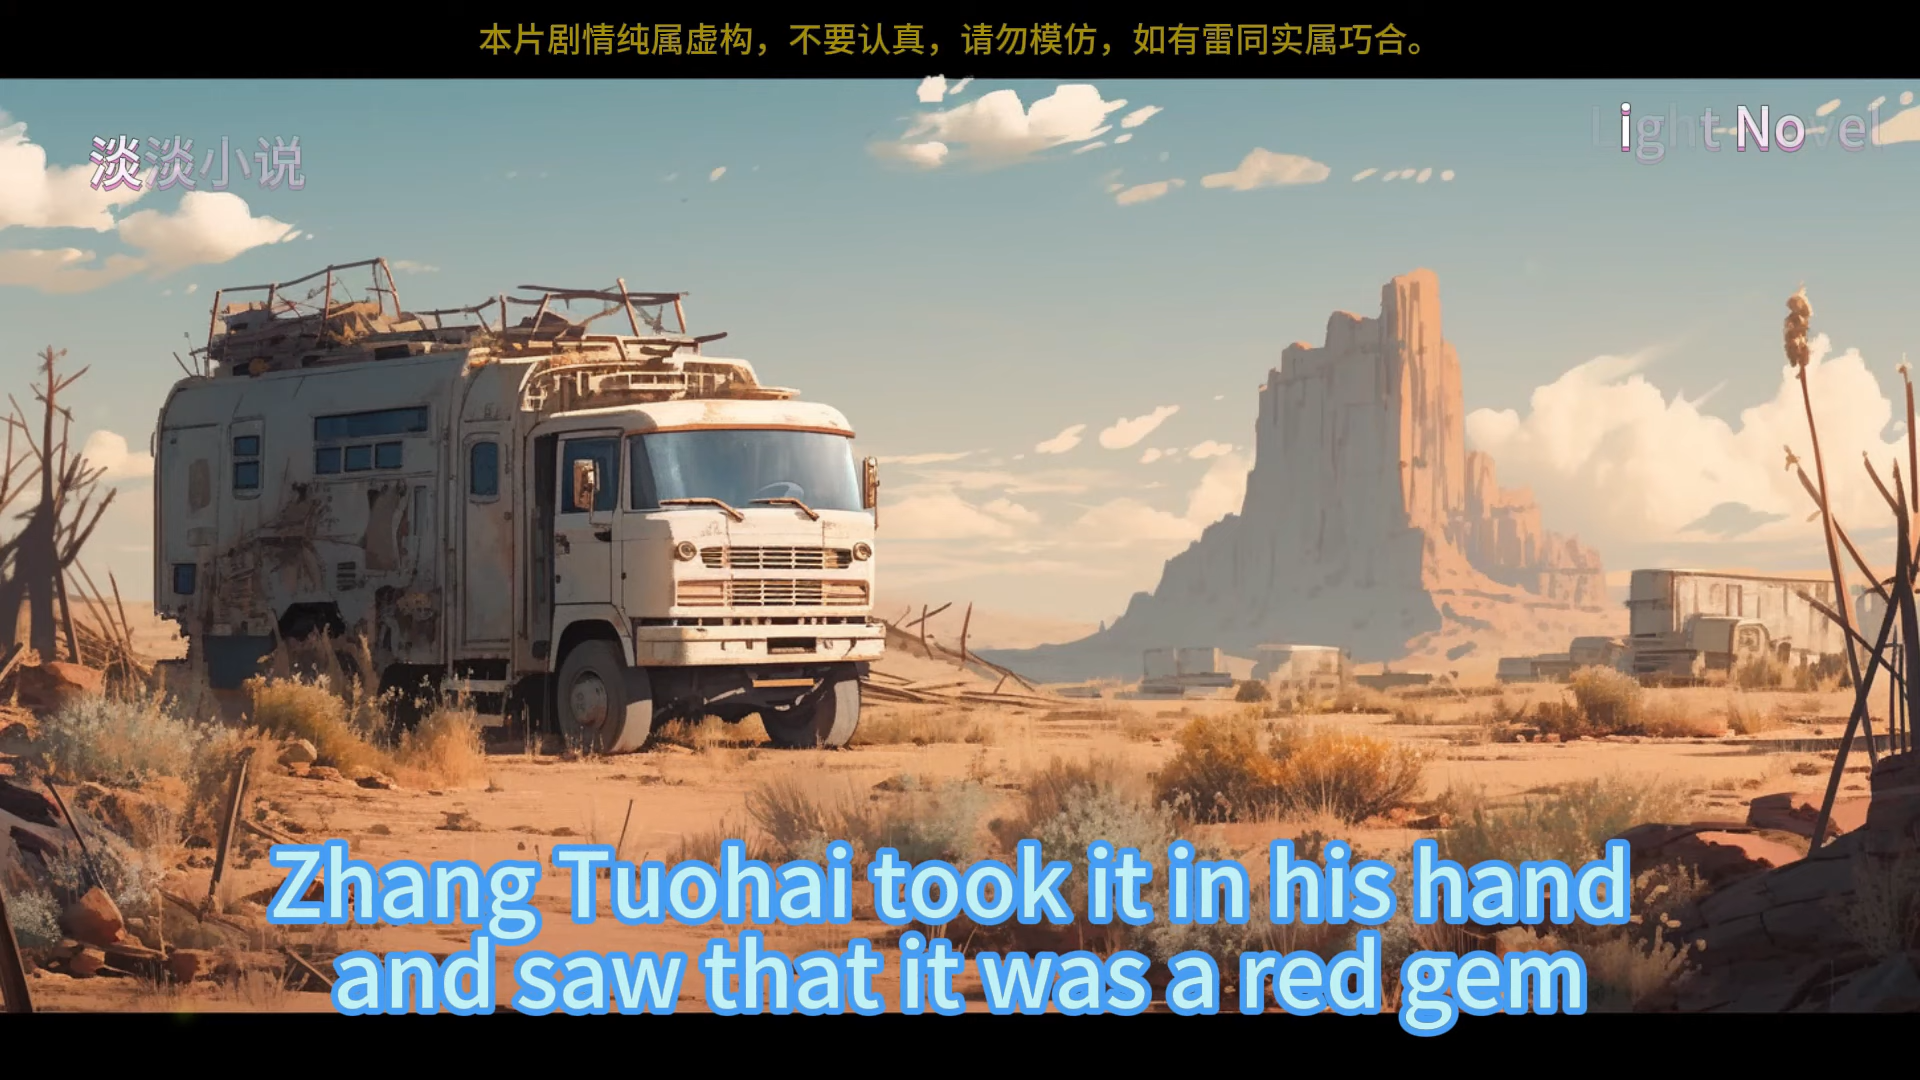 本片剧情纯属虚构，不要认真，请勿模仿，如有雷同实属巧合。
淡淡小说
Light Novel
Zhang Tuohai took it in his hand
and saw that it was a red gem